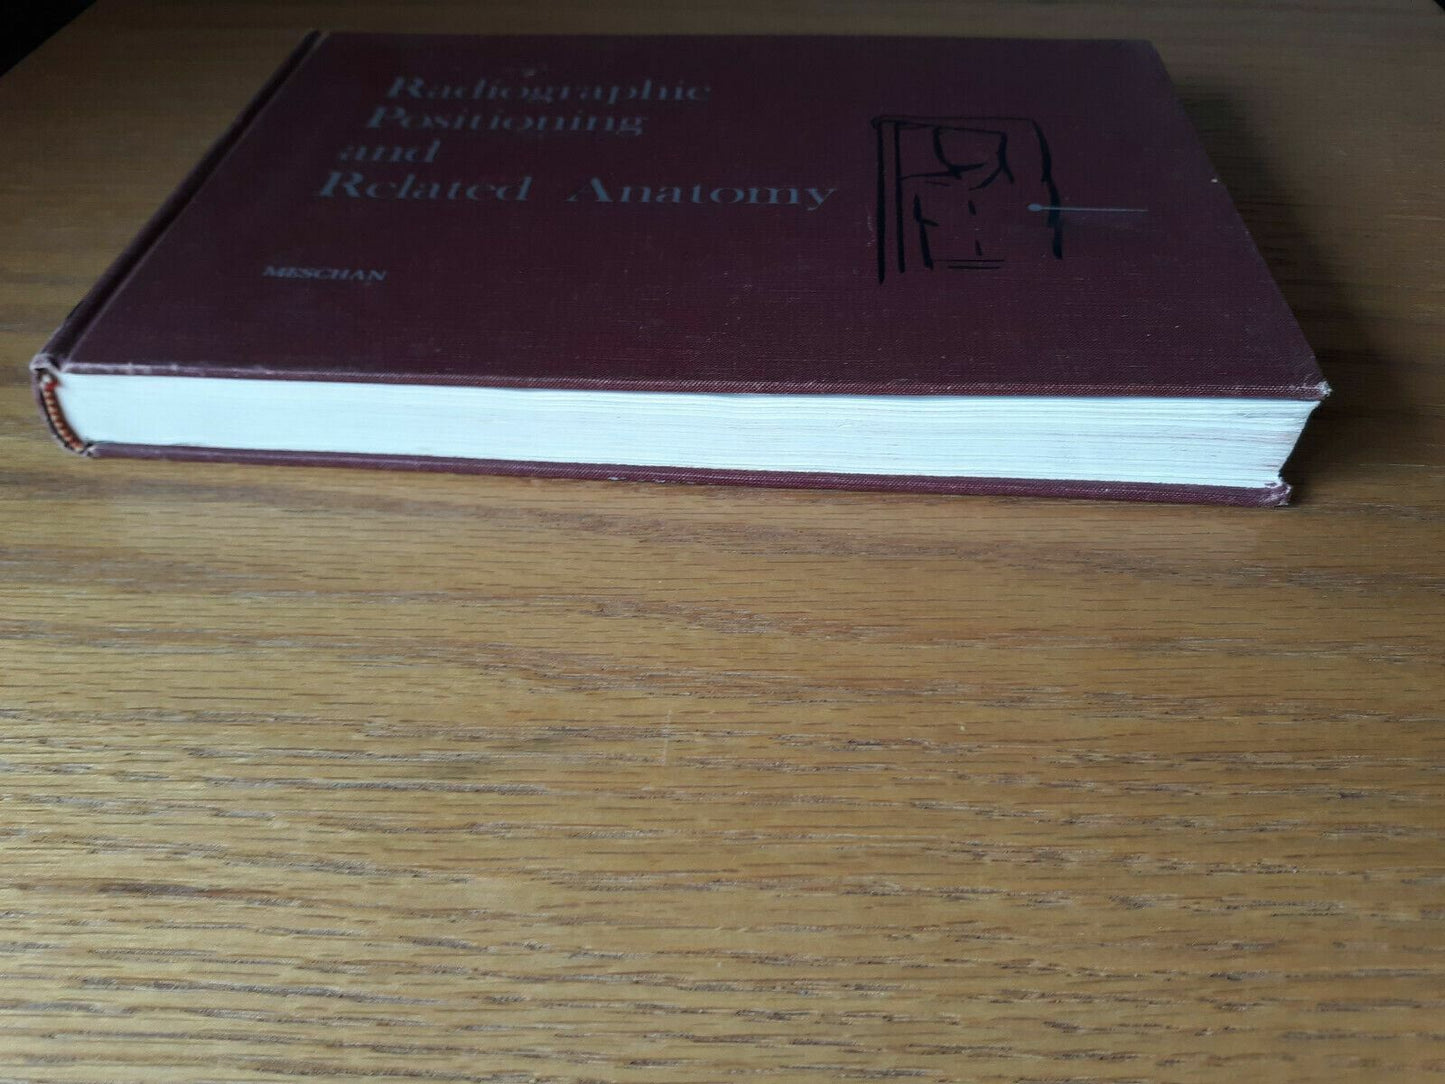 Radiographic
Positioning
and
Related Anatomy
MESCHAN